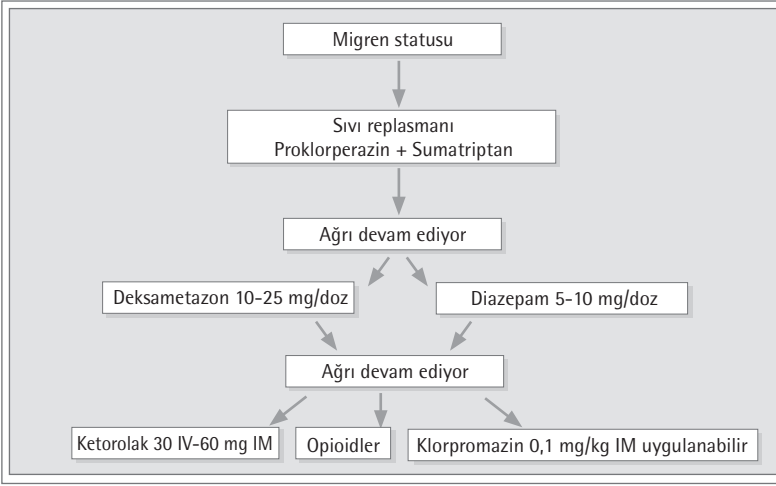 Migren statusu
Sıvı replasmanı
Proklorperazin + Sumatriptan
Ağrı devam ediyor
Deksametazon 10-25 mg/doz
Diazepam 5-10 mg/doz
Ağrı devam ediyor
Ketorolak 30 IV-60 mg IM
Opioidler
Klorpromazin 0,1 mg/kg IM uygulanabilir